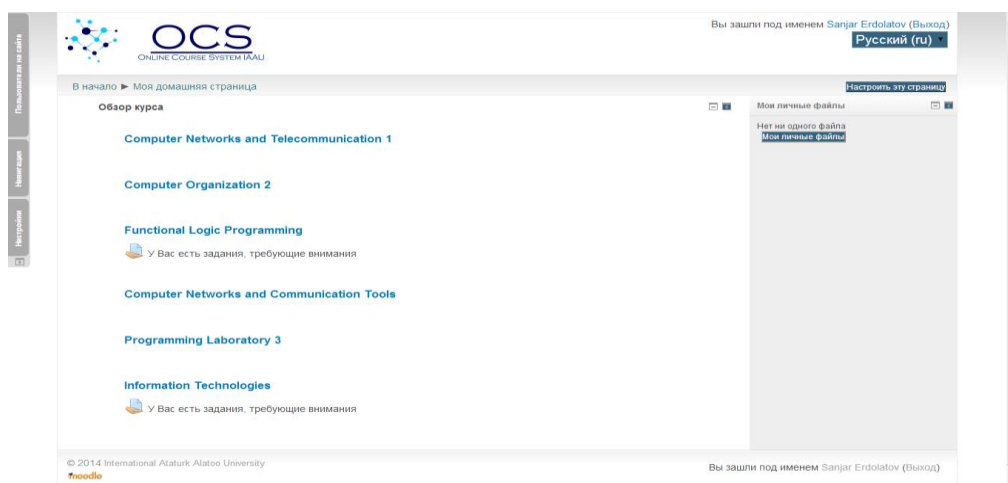 Вы зашли под именем Sanjar Erdolatov (Выход)
Русский (ru)
OCS
ONLINE COURSE SYSTEM IAAU
Пользователи на сайте
Навигация
Настройки
В начало ► Моя домашняя страница
Настроить эту страницу
Обзор курса
Computer Networks and Telecommunication 1
Computer Organization 2
Functional Logic Programming
У Вас есть задания, требующие внимания
Computer Networks and Communication Tools
Programming Laboratory 3
Information Technologies
У Вас есть задания, требующие внимания
Мои личные файлы
Нет ни одного файла
Мои личные файлы
© 2014 International Ataturk Alatoo University
moodle
Вы зашли под именем Sanjar Erdolatov (Выход)